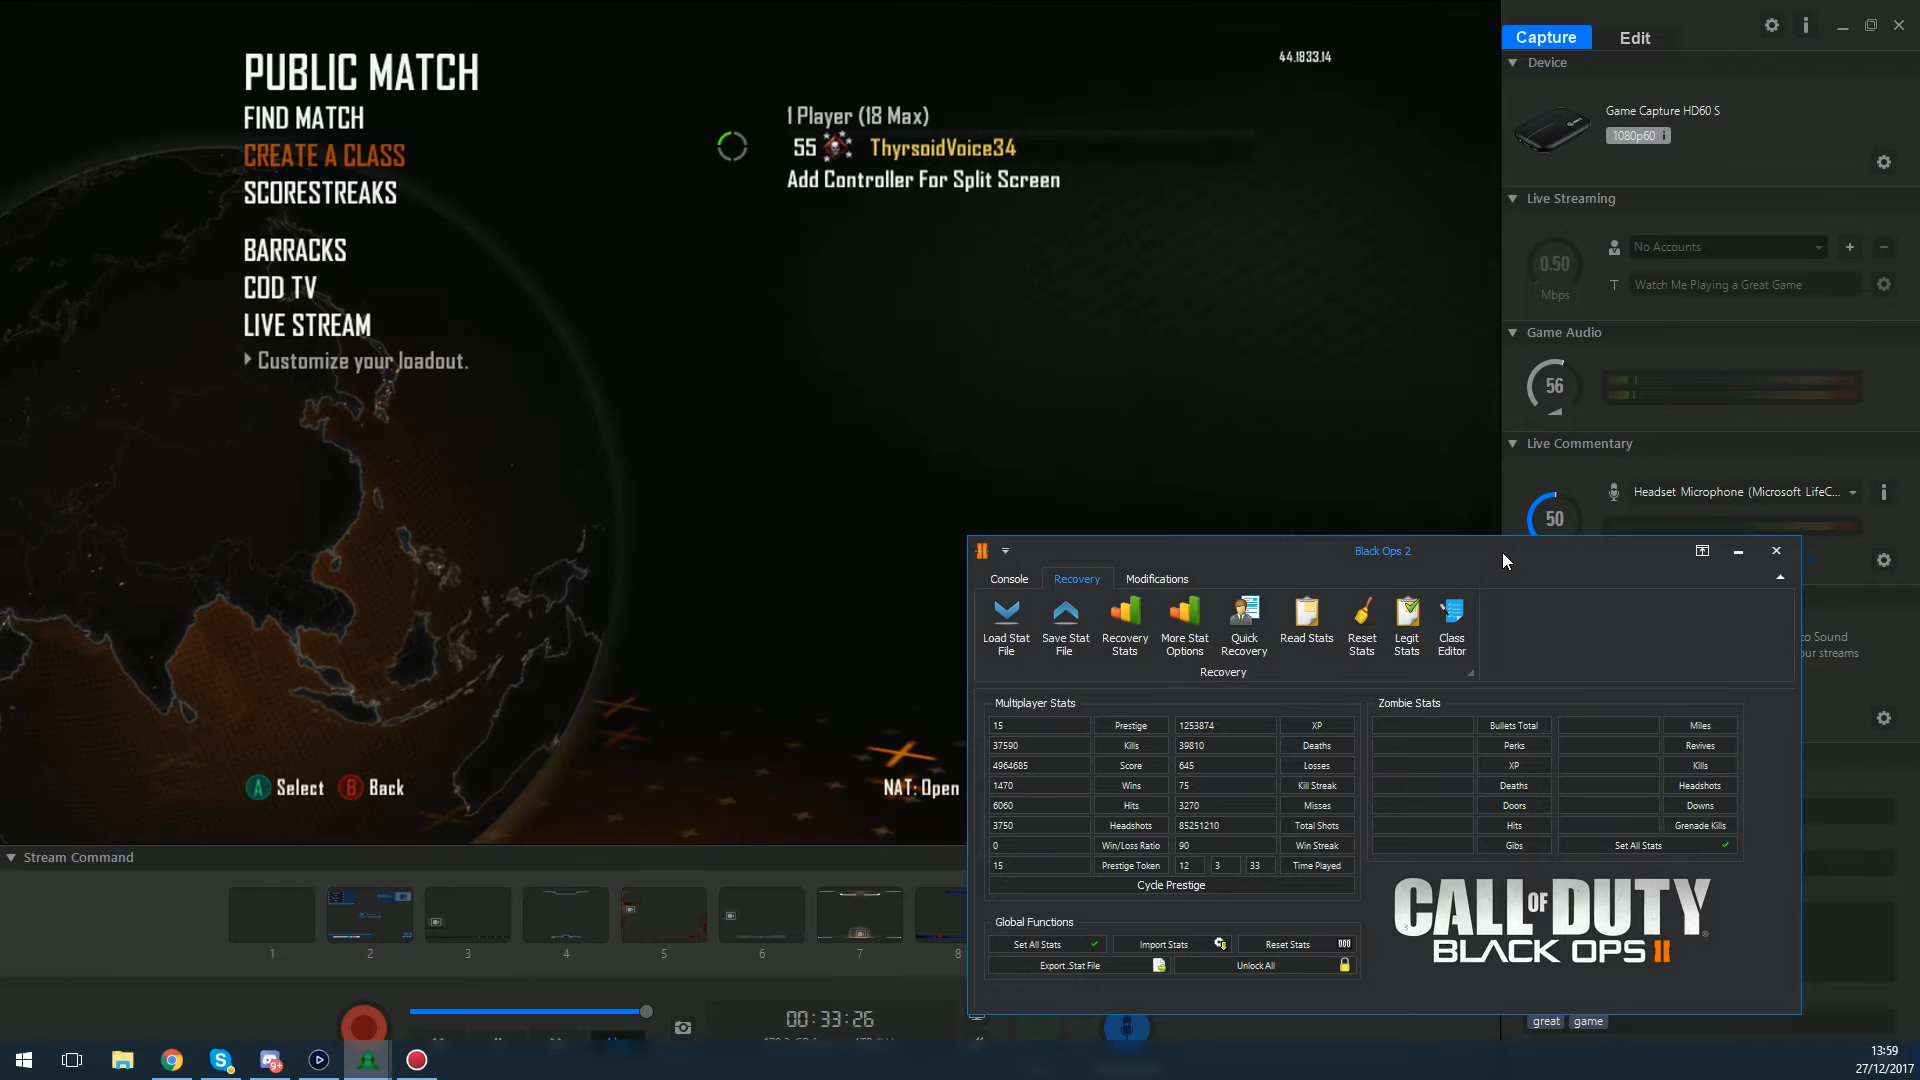 PUBLIC MATCH
FIND MATCH
CREATE A CLASS
SCORESTREAKS
BARRACKS
COD TV
LIVE STREAM
Customize your loadout.
44.1833.14
1 Player (18 Max)
55 ThyrsoidVoice34
Add Controller For Split Screen
A Select B Back
NAT: Open
Capture Edit
Device
Game Capture HD60 S
1080p60 i
Live Streaming
0.50
Mbps
No Accounts
T Watch Me Playing a Great Game
Game Audio
56
Live Commentary
50
Headset Microphone (Microsoft LifeC...
to Sound
our streams
great game
Black Ops 2
Console Recovery Modifications
Load Stat File
Save Stat File
Recovery Stats
More Stat Options
Quick Recovery
Read Stats
Reset Stats
Legit Stats
Class Editor
Recovery
Multiplayer Stats
15 Prestige 1253874 XP
37590 Kills 39810 Deaths
4964685 Score 645 Losses
1470 Wins 75 Kill Streak
6060 Hits 3270 Misses
3750 Headshots 85251210 Total Shots
0 Win/Loss Ratio 90 Win Streak
15 Prestige Token 12 3 33 Time Played
Cycle Prestige
Zombie Stats
Bullets Total Miles
Perks Revives
XP Kills
Deaths Headshots
Doors Downs
Hits Grenade Kills
Gibs Set All Stats
Global Functions
Set All Stats Import Stats Reset Stats
Export .Stat File Unlock All
CALL OF DUTY
BLACK OPS II
Stream Command
1 2 3 4 5 6 7 8
00:33:26
9+
13:59
27/12/2017